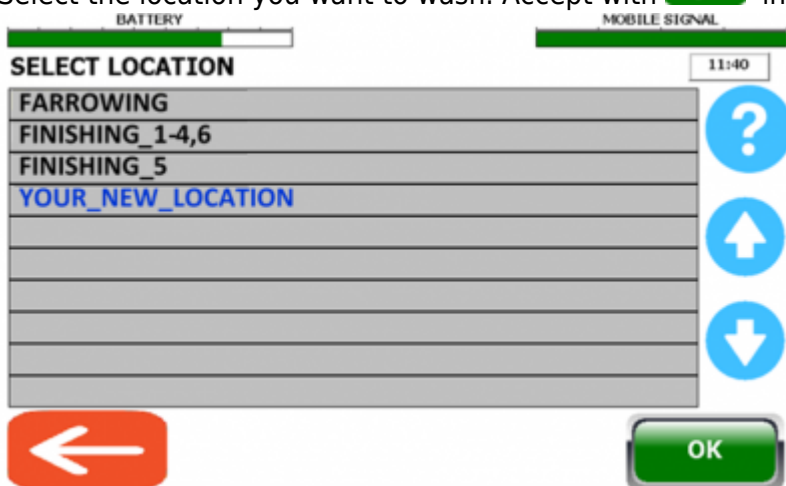 Select the location you want to wash. Accept with in
BATTERY MOBILE SIGNAL
SELECT LOCATION 11:40
FARROWING
FINISHING_1-4,6
FINISHING_5
YOUR_NEW_LOCATION
?
OK